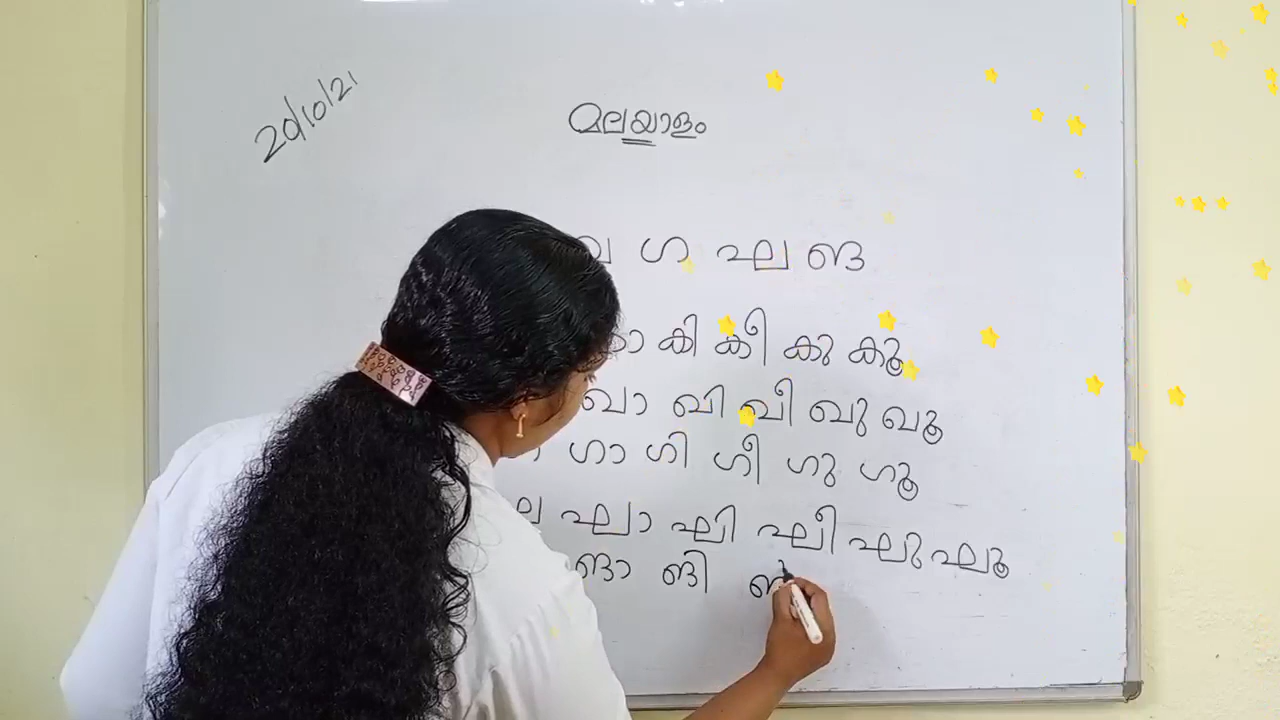 20/10/21
മലയാളം
ഗ ഘ ങ
കി കീ കു കൂ
ഖാ ഖി ഖീ ഖു ഖൂ
ഗാ ഗി ഗീ ഗു ഗൂ
ഘാ ഘി ഘീ ഘു ഘൂ
ങാ ങി